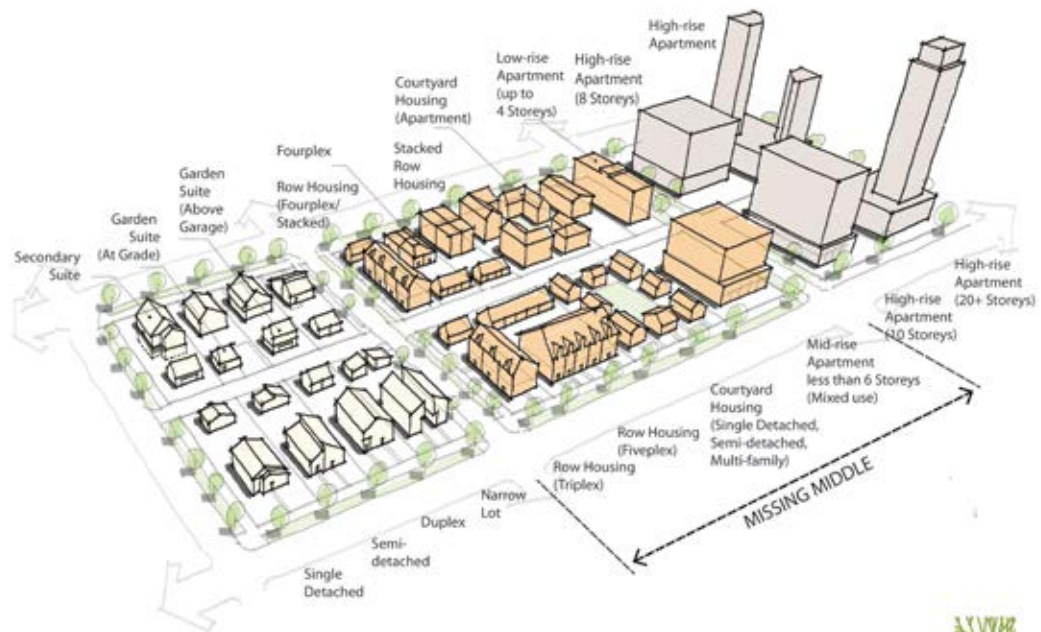 High-rise
Apartment
Low-rise
Apartment
(up to
4 Storeys)
High-rise
Apartment
(8 Storeys)
Courtyard
Housing
(Apartment)
Fourplex
Stacked
Row
Housing
Garden
Suite
(Above
Garage)
Row Housing
(Fourplex/
Stacked)
Garden
Suite
(At Grade)
Secondary
Suite
High-rise
Apartment
(20+ Storeys)
High-rise
Apartment
(10 Storeys)
Mid-rise
Apartment
less than 6 Storeys
(Mixed use)
Courtyard
Housing
(Single Detached,
Semi-detached,
Multi-family)
Row Housing
(Fiveplex)
Row Housing
(Triplex)
MISSING MIDDLE
Narrow
Lot
Duplex
Semi-
detached
Single
Detached